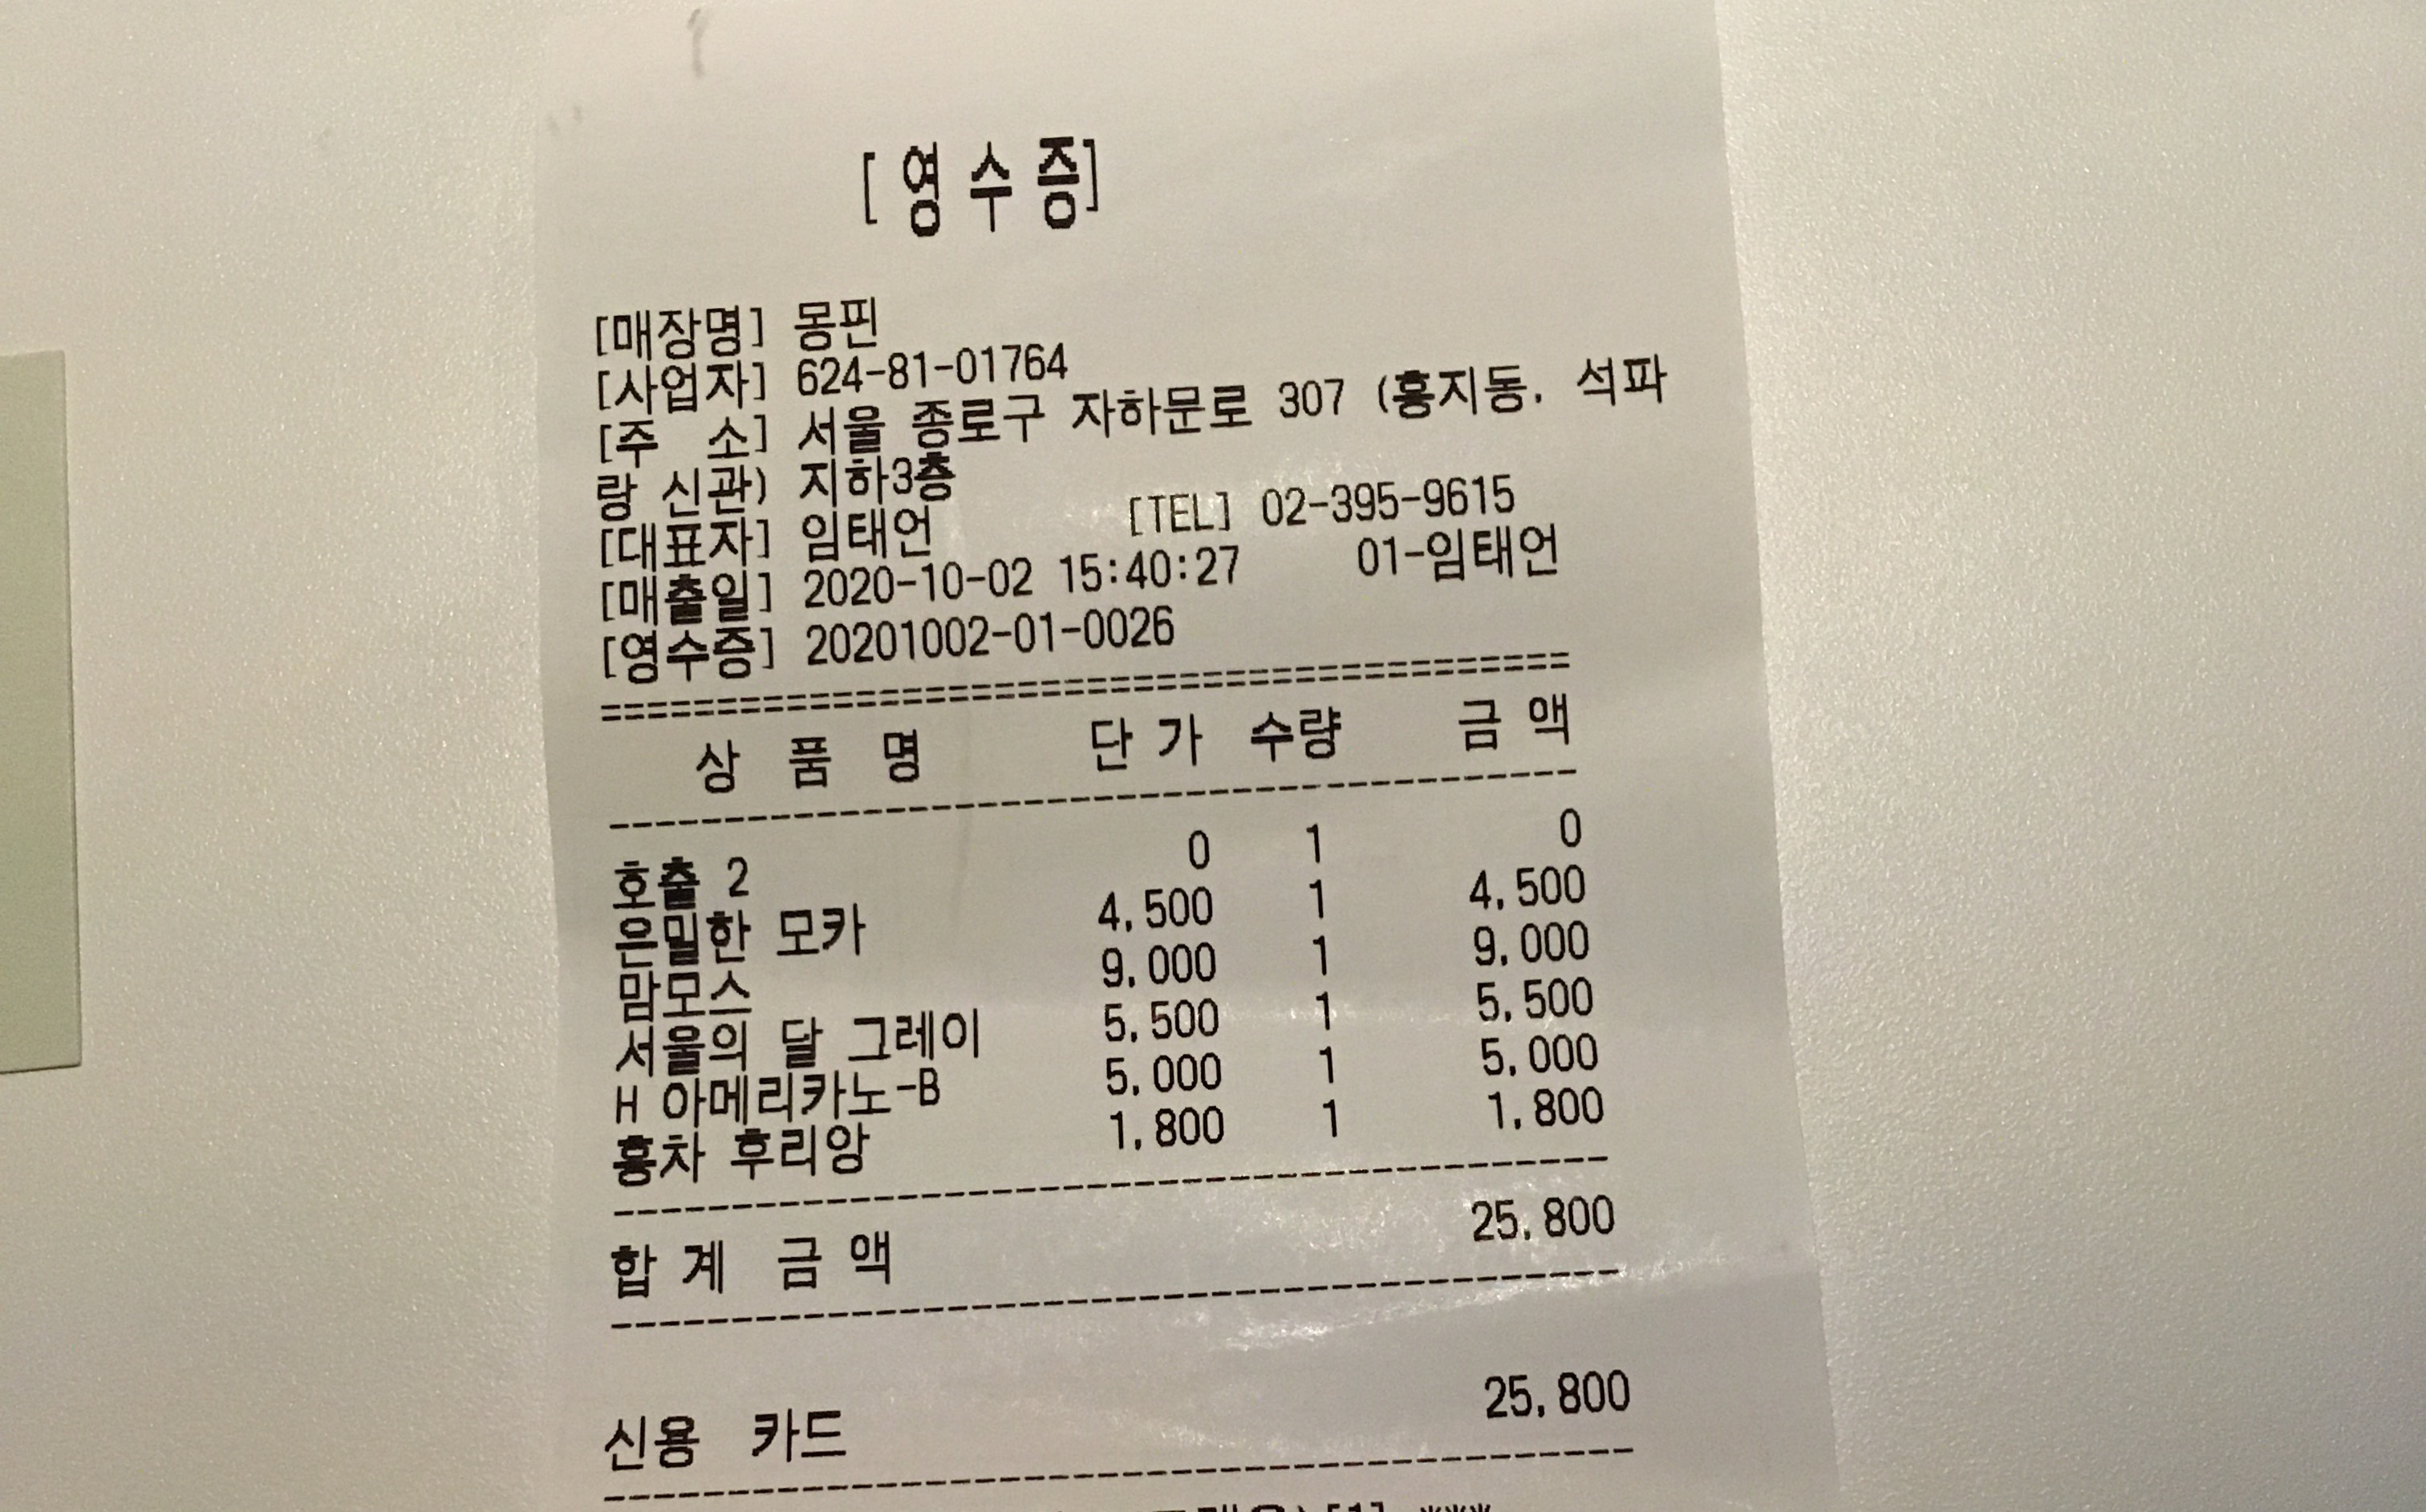 [ 영 수 증]
[매장명] 몽핀
[사업자] 624-81-01764
[주 소] 서울 종로구 자하문로 307 (홍지동, 석파
랑 신관) 지하3층
[대표자] 임태언 [TEL] 02-395-9615
[매출일] 2020-10-02 15:40:27 01-임태언
[영수증] 20201002-01-0026
상 품 명 단 가 수량 금 액
호출 2 0 1 0
은밀한 모카 4,500 1 4,500
맘모스 9,000 1 9,000
서울의 달 그레이 5,500 1 5,500
H 아메리카노-B 5,000 1 5,000
홍차 후리앙 1,800 1 1,800
합 계 금 액 25,800
신용 카드 25,800